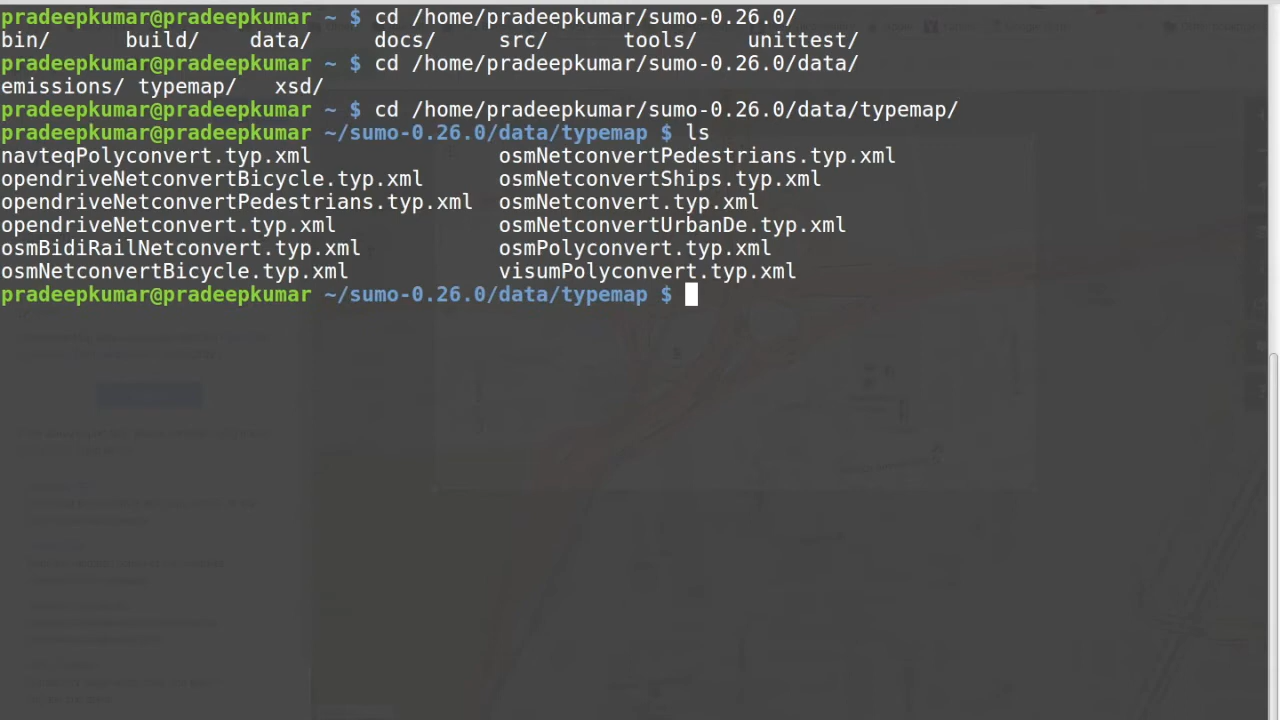 pradeepkumar@pradeepkumar ~ $ cd /home/pradeepkumar/sumo-0.26.0/
bin/ build/ data/ docs/ src/ tools/ unittest/
pradeepkumar@pradeepkumar ~ $ cd /home/pradeepkumar/sumo-0.26.0/data/
emissions/ typemap/ xsd/
pradeepkumar@pradeepkumar ~ $ cd /home/pradeepkumar/sumo-0.26.0/data/typemap/
pradeepkumar@pradeepkumar ~/sumo-0.26.0/data/typemap $ ls
navteqPolyconvert.typ.xml osmNetconvertPedestrians.typ.xml
opendriveNetconvertBicycle.typ.xml osmNetconvertShips.typ.xml
opendriveNetconvertPedestrians.typ.xml osmNetconvert.typ.xml
opendriveNetconvert.typ.xml osmNetconvertUrbanDe.typ.xml
osmBidiRailNetconvert.typ.xml osmPolyconvert.typ.xml
osmNetconvertBicycle.typ.xml visumPolyconvert.typ.xml
pradeepkumar@pradeepkumar ~/sumo-0.26.0/data/typemap $